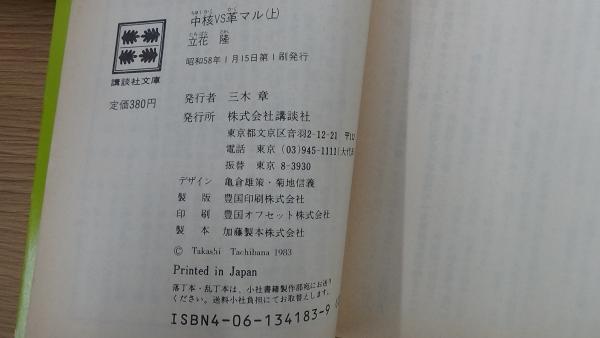 中核VS革マル(上)
立花 隆
昭和58年1月15日第1刷発行
講談社文庫
定価380円
発行者 三木 章
発行所 株式会社講談社
東京都文京区音羽2-12-21 〒112
電話 東京 (03)945-1111(大代表)
振替 東京 8-3930
デザイン 亀倉雄策・菊地信義
製版 豊国印刷株式会社
印刷 豊国オフセット株式会社
製本 加藤製本株式会社
© Takashi Tachibana 1983
Printed in Japan
落丁本・乱丁本は、小社書籍製作部宛にお送り
ください。送料小社負担にてお取替えします。
ISBN4-06-134183-9